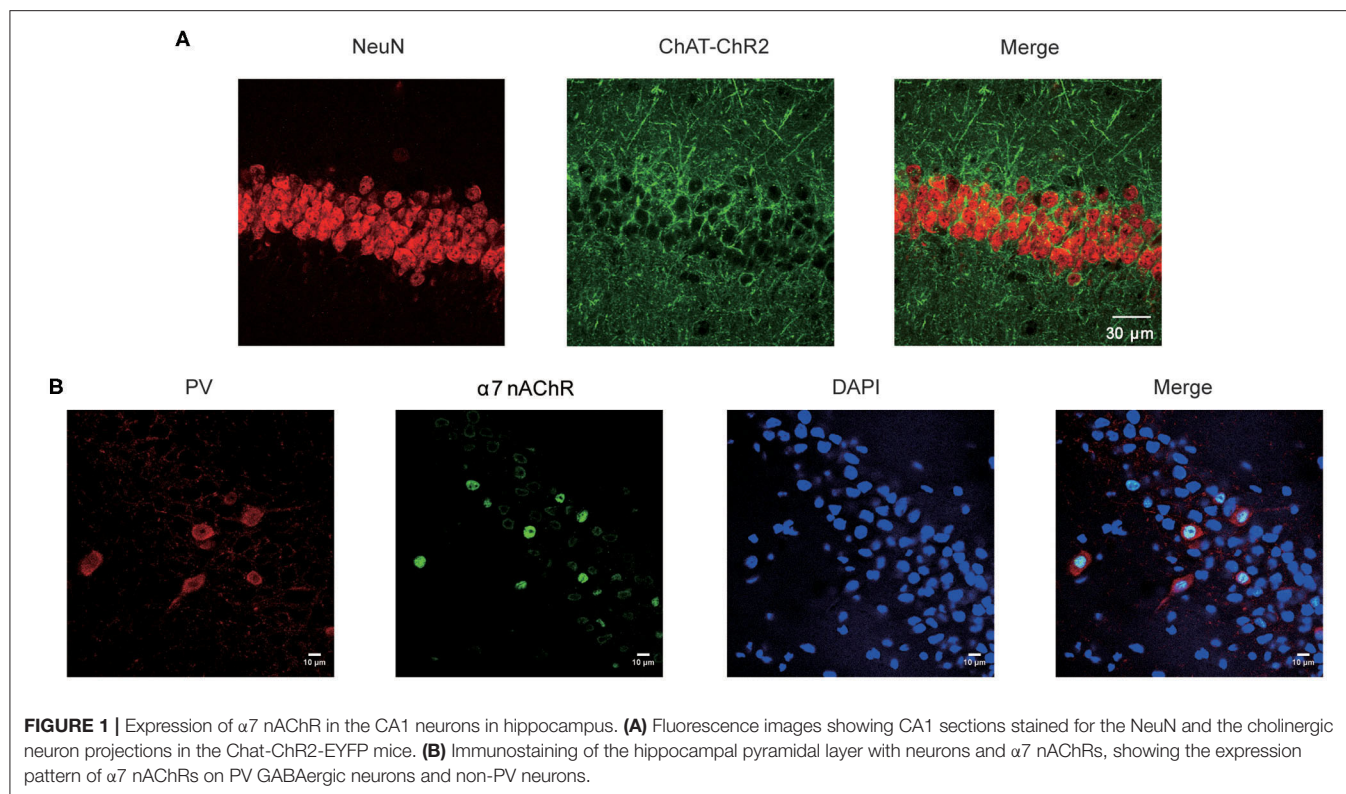 A
NeuN ChAT-ChR2 Merge
30 µm
B
PV α7 nAChR DAPI Merge
10 µm 10 µm 10 µm 10 µm
FIGURE 1 | Expression of α7 nAChR in the CA1 neurons in hippocampus. (A) Fluorescence images showing CA1 sections stained for the NeuN and the cholinergic
neuron projections in the Chat-ChR2-EYFP mice. (B) Immunostaining of the hippocampal pyramidal layer with neurons and α7 nAChRs, showing the expression
pattern of α7 nAChRs on PV GABAergic neurons and non-PV neurons.